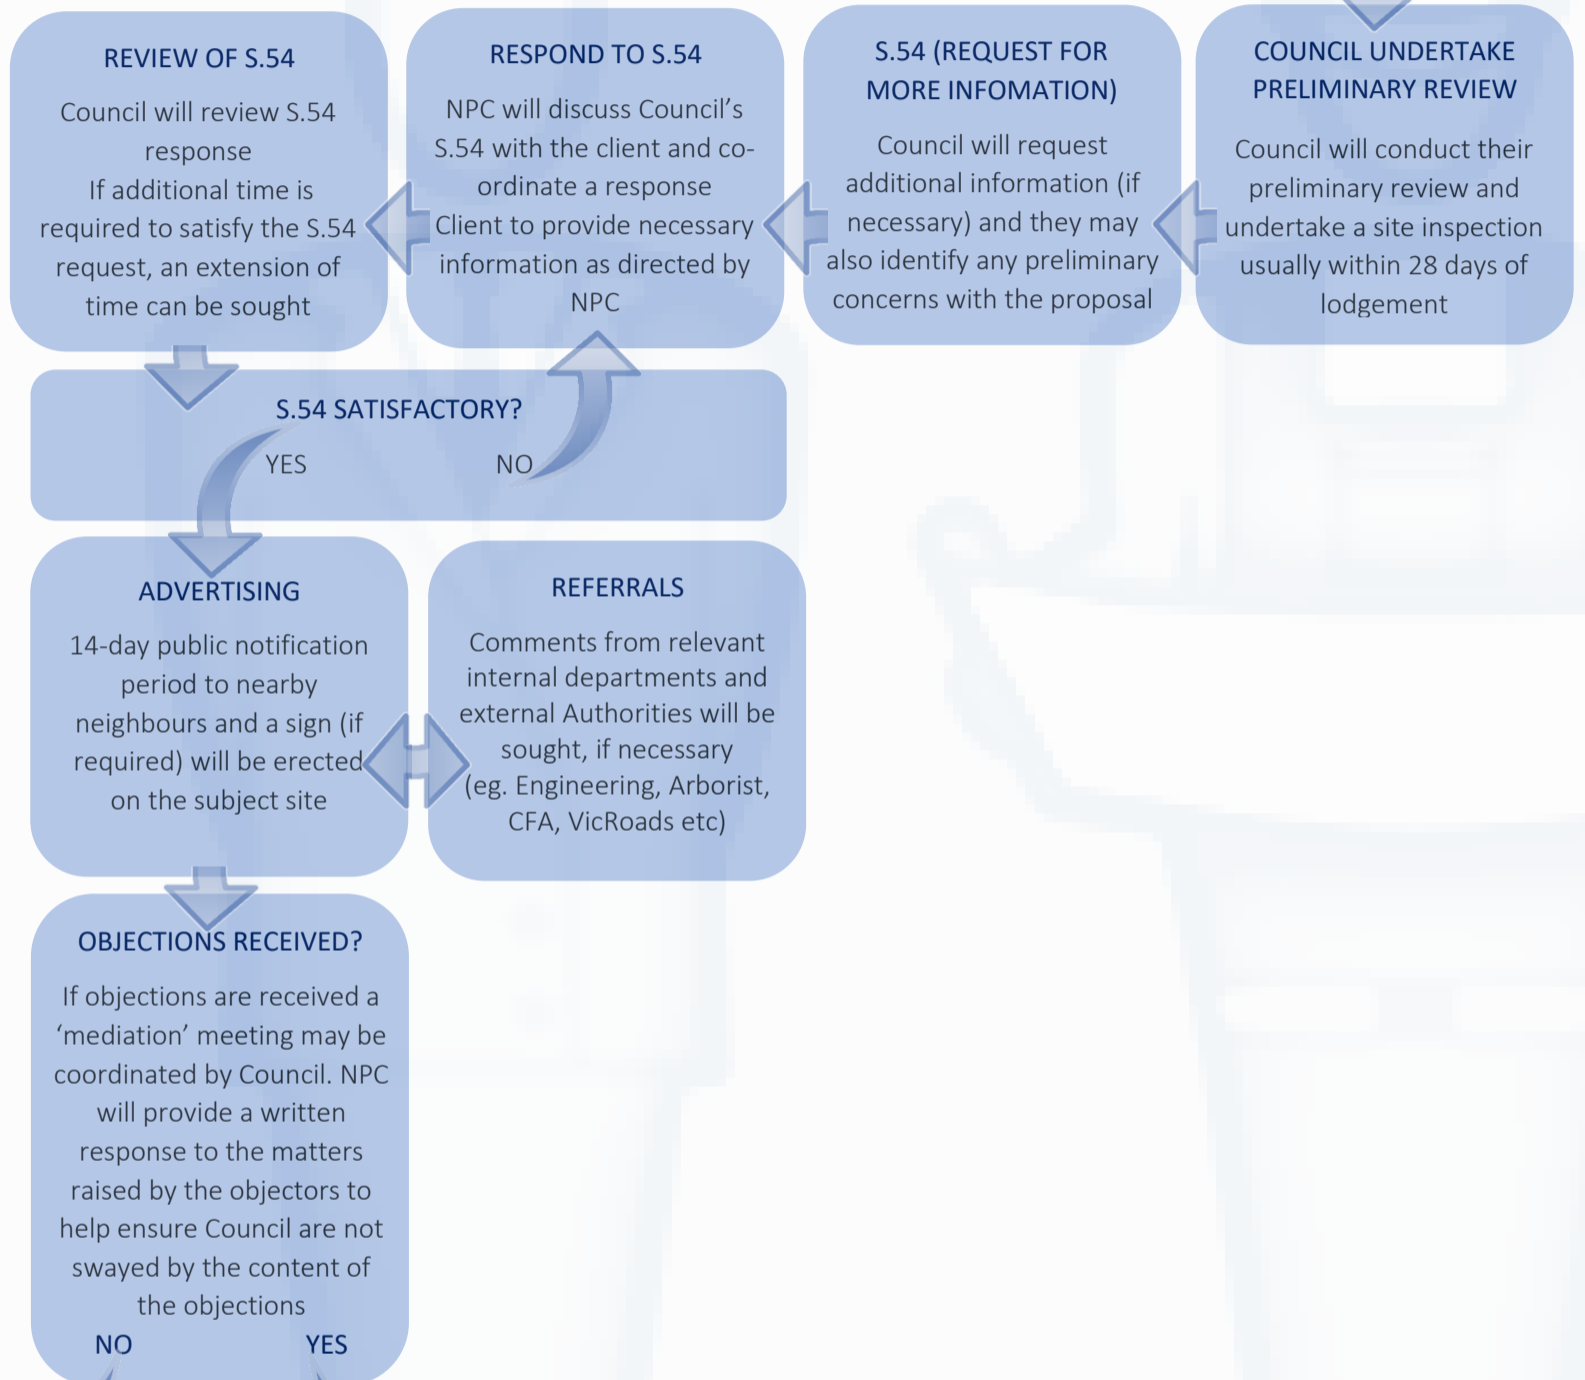 REVIEW OF S.54
Council will review S.54
response
If additional time is
required to satisfy the S.54
request, an extension of
time can be sought
RESPOND TO S.54
NPC will discuss Council’s
S.54 with the client and co-
ordinate a response
Client to provide necessary
information as directed by
NPC
S.54 (REQUEST FOR
MORE INFOMATION)
Council will request
additional information (if
necessary) and they may
also identify any preliminary
concerns with the proposal
COUNCIL UNDERTAKE
PRELIMINARY REVIEW
Council will conduct their
preliminary review and
undertake a site inspection
usually within 28 days of
lodgement
S.54 SATISFACTORY?
YES
NO
ADVERTISING
14-day public notification
period to nearby
neighbours and a sign (if
required) will be erected
on the subject site
REFERRALS
Comments from relevant
internal departments and
external Authorities will be
sought, if necessary
(eg. Engineering, Arborist,
CFA, VicRoads etc)
OBJECTIONS RECEIVED?
If objections are received a
‘mediation’ meeting may be
coordinated by Council. NPC
will provide a written
response to the matters
raised by the objectors to
help ensure Council are not
swayed by the content of
the objections
NO
YES